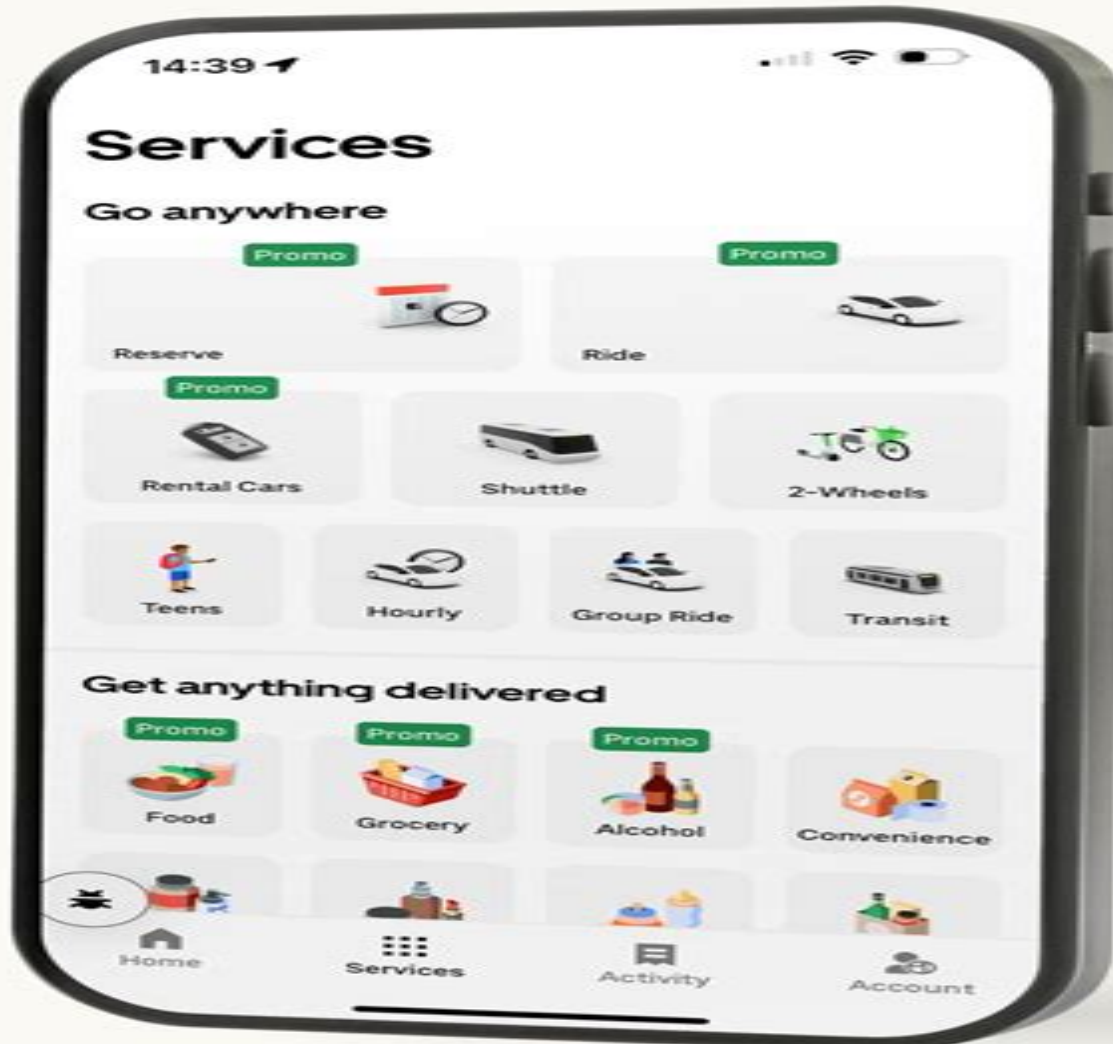 14:39
Services
Go anywhere
Promo Promo
Reserve Ride
Promo
Rental Cars Shuttle 2-Wheels
Teens Hourly Group Ride Transit
Get anything delivered
Promo Promo Promo
Food Grocery Alcohol Convenience
Home Services Activity Account